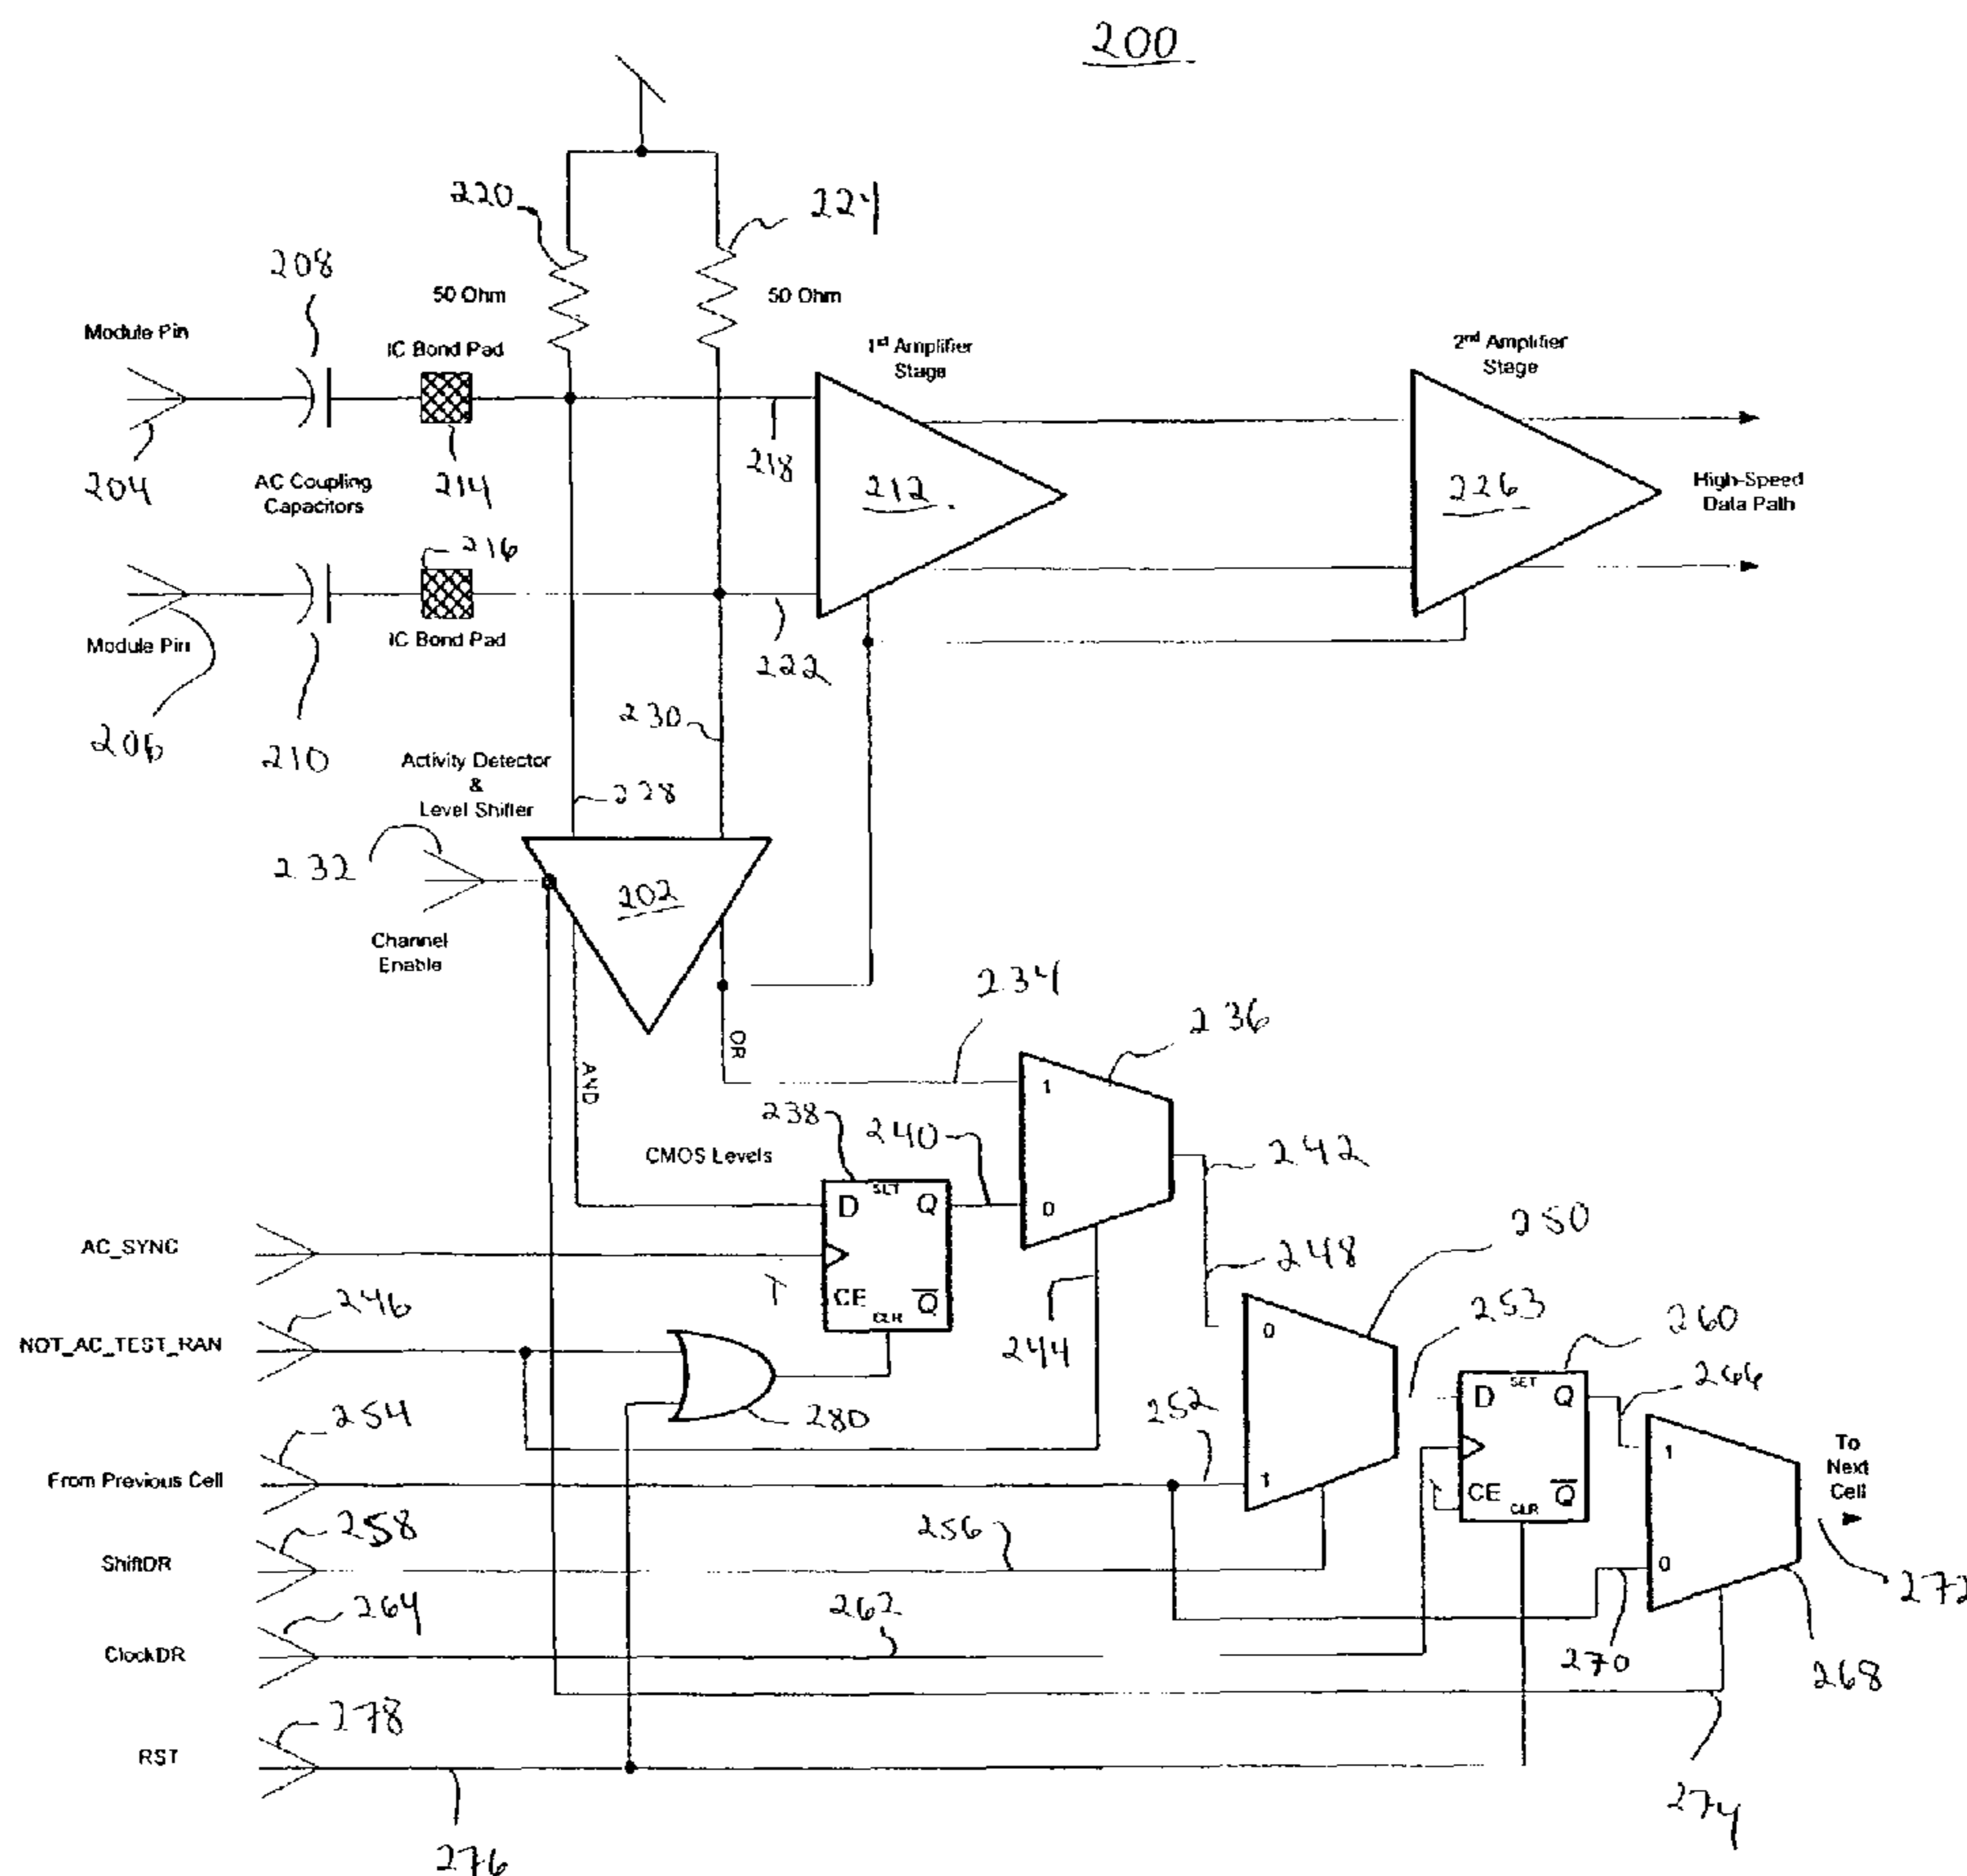 200
220
224
208
50 Ohm
50 Ohm
Module Pin
IC Bond Pad
1st Amplifier
Stage
2nd Amplifier
Stage
204
AC Coupling
Capacitors
214
218
212
226
High-Speed
Data Path
216
Module Pin
IC Bond Pad
222
206
210
230
Activity Detector
&
Level Shifter
228
232
202
Channel
Enable
234
236
OR
AND
238
240
242
CMOS Levels
1
0
D SET Q
CE CLR Q
AC_SYNC
246
NOT_AC_TEST_RAN
244
248
250
253
260
266
0
1
280
252
D SET Q
CE CLR Q
254
From Previous Cell
1
0
To
Next
Cell
258
ShiftDR
256
272
264
ClockDR
262
270
268
278
RST
274
276